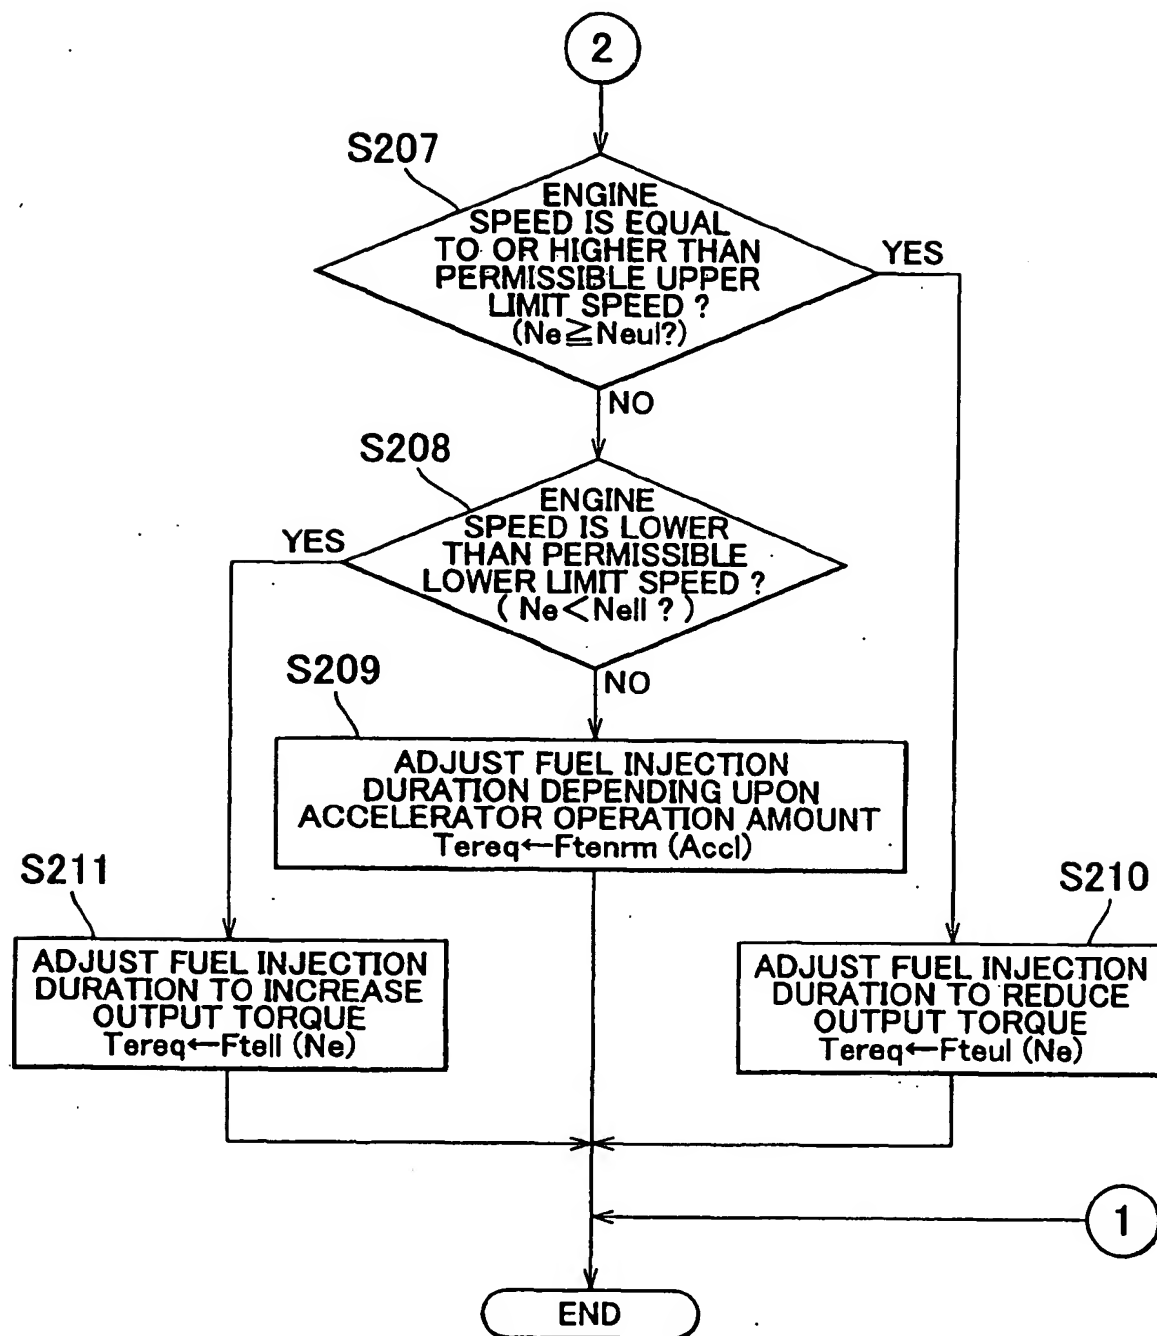 2
S207
ENGINE
SPEED IS EQUAL
TO OR HIGHER THAN
PERMISSIBLE UPPER
LIMIT SPEED ?
(Ne≧Neul?)
YES
NO
S208
ENGINE
SPEED IS LOWER
THAN PERMISSIBLE
LOWER LIMIT SPEED ?
( Ne<Nell ? )
YES
NO
S209
ADJUST FUEL INJECTION
DURATION DEPENDING UPON
ACCELERATOR OPERATION AMOUNT
Tereq←Ftenrm (Accl)
S211
ADJUST FUEL INJECTION
DURATION TO INCREASE
OUTPUT TORQUE
Tereq←Ftell (Ne)
S210
ADJUST FUEL INJECTION
DURATION TO REDUCE
OUTPUT TORQUE
Tereq←Fteul (Ne)
1
END